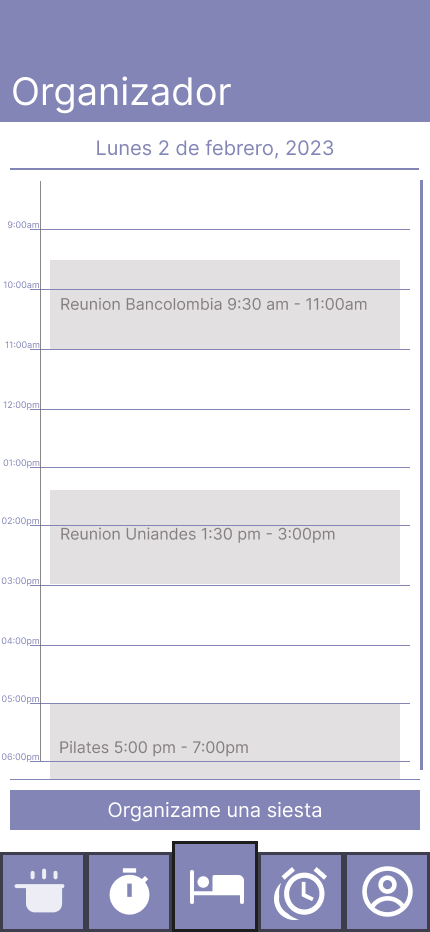 Organizador
Lunes 2 de febrero, 2023
9:00am
10:00am
Reunion Bancolombia 9:30 am - 11:00am
11:00am
12:00pm
01:00pm
02:00pm
Reunion Uniandes 1:30 pm - 3:00pm
03:00pm
04:00pm
05:00pm
Pilates 5:00 pm - 7:00pm
06:00pm
Organizame una siesta